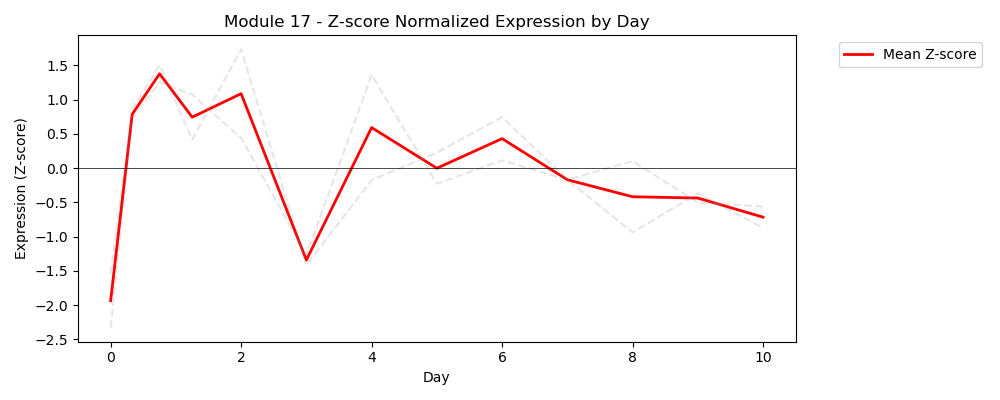 Module 17 - Z-score Normalized Expression by Day
Mean Z-score
Expression (Z-score)
1.5
1.0
0.5
0.0
−0.5
−1.0
−1.5
−2.0
−2.5
0 2 4 6 8 10
Day